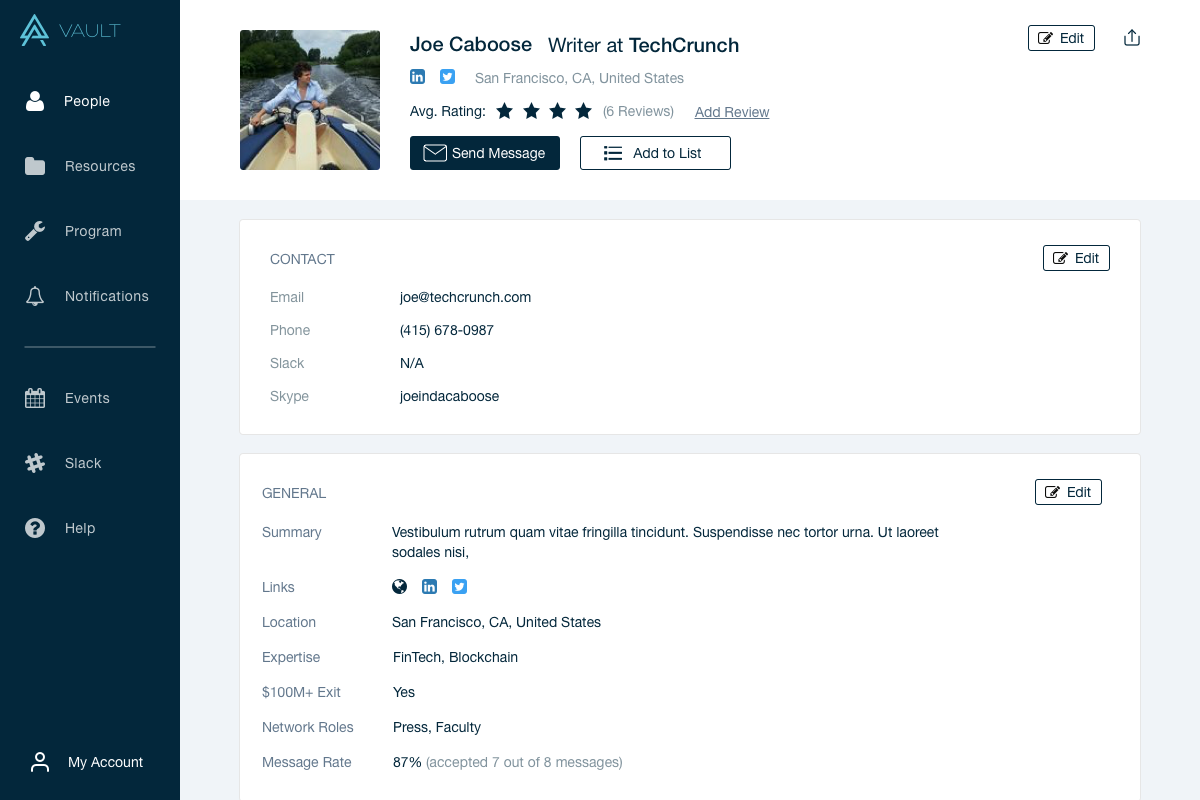 VAULT
People
Resources
Program
Notifications
Events
Slack
Help
My Account
Joe Caboose Writer at TechCrunch
Edit
San Francisco, CA, United States
Avg. Rating: (6 Reviews) Add Review
Send Message
Add to List
CONTACT
Edit
Email joe@techcrunch.com
Phone (415) 678-0987
Slack N/A
Skype joeindacaboose
GENERAL
Edit
Summary Vestibulum rutrum quam vitae fringilla tincidunt. Suspendisse nec tortor urna. Ut laoreet
sodales nisi,
Links
Location San Francisco, CA, United States
Expertise FinTech, Blockchain
$100M+ Exit Yes
Network Roles Press, Faculty
Message Rate 87% (accepted 7 out of 8 messages)